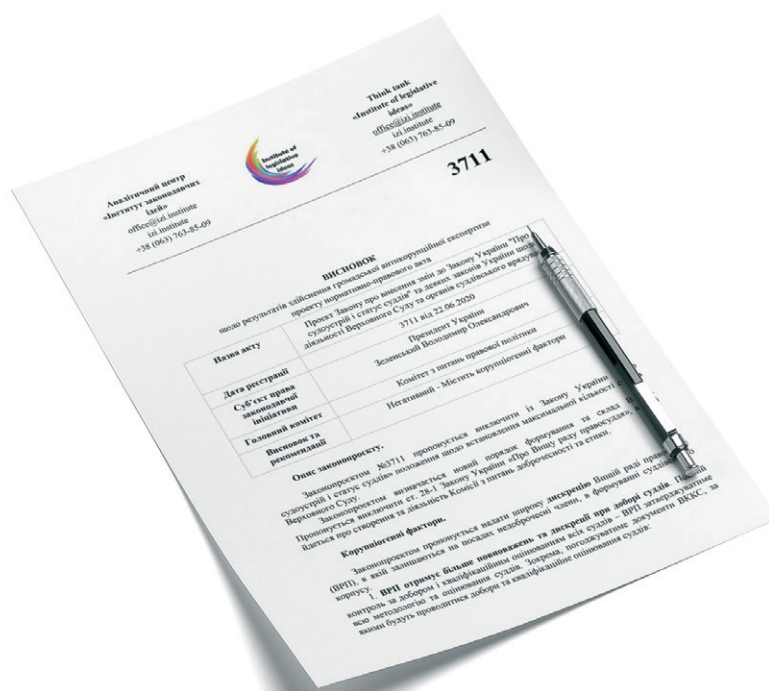 Аналітичний центр
«Інститут законодавчих
ідей»
office@izi.institute
izi.institute
+38 (063) 763-85-09
Institute of
legislative
ideas
Think tank
«Institute of legislative
ideas»
office@izi.institute
izi.institute
+38 (063) 763-85-09
3711
ВИСНОВОК
щодо результатів здійснення громадської антикорупційної експертизи
проекту нормативно-правового акта
Назва акту
Проект Закону про внесення змін до Закону України "Про
судоустрій і статус суддів" та деяких законів України щодо
діяльності Верховного Суду та органів суддівського врядування
Дата реєстрації
3711 від 22.06.2020
Суб'єкт права
законодавчої
ініціативи
Президент України
Зеленський Володимир Олександрович
Головний комітет
Комітет з питань правової політики
Висновок та
рекомендації
Негативний - Містить корупціогенні фактори
Опис законопроєкту.
Законопроєктом №3711 пропонується виключити із Закону України
судоустрій і статус суддів» положення щодо встановлення максимальної кількості
Верховного Суду.
Законопроєктом визначається новий порядок формування та склад
Пропонується виключити ст. 28-1 Закону України «Про Вищу раду правосуддя»,
йдеться про створення та діяльність Комісії з питань доброчесності та етики.
Корупціогенні фактори.
Законопроєктом пропонується надати широку дискрецію Вищій раді
(ВРП), в якій залишаються на посадах недоброчесні члени, в формуванні
корпусу.
1. ВРП отримує більше повноважень та дискреції при доборі суддів.
контроль за добором і кваліфікаційним оцінюванням всіх суддів – ВРП затверджуватиме
всю методологію та оцінювання суддів. Зокрема, погоджуватиме документи ВККС, за
якими будуть проводитися добори та кваліфікаційне оцінювання суддів: